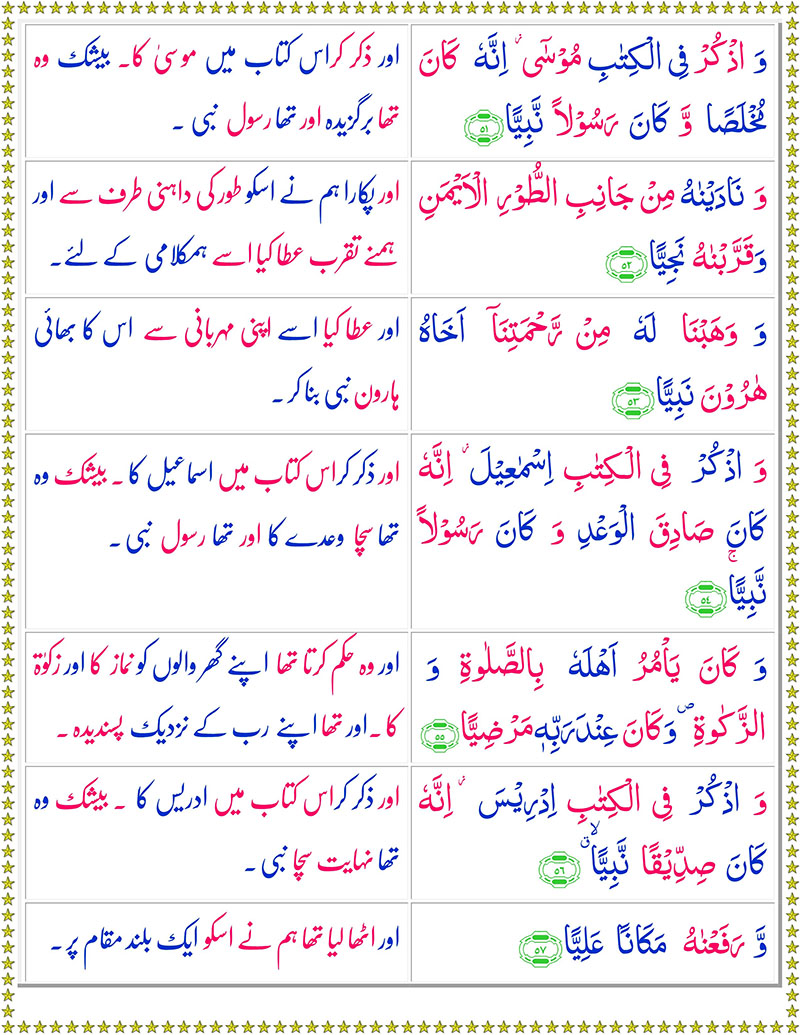 وَ اذْكُرْ فِی الْكِتٰبِ مُوْسٰۤی٘ اِنَّهٗ كَانَ
مُخْلَصًا وَّ كَانَ رَسُوْلاً نَّبِیًّا ﴿٥١﴾
اور ذکر کراس کتاب میں موسیٰ کا۔ بیشک وہ
تھا برگزیدہ اور تھا رسول نبی ۔
وَ نَادَیْنٰهُ مِنْ جَانِبِ الطُّوْرِ الْاَیْمَنِ
وَقَرَّبْنٰهُ نَجِیًّا ﴿٥٢﴾
اور پکارا ہم نے اسکو طور کی داہنی طرف سے اور
ہمنے تقرب عطا کیا اسے ہمکلامی کے لئے۔
وَ وَهَبْنَا لَهٗ مِنْ رَّحْمَتِنَاۤ اَخَاهُ
هٰرُوْنَ نَبِیًّا ﴿٥٣﴾
اور عطا کیا اسے اپنی مہربانی سے اس کا بھائی
ہارون نبی بنا کر ۔
وَ اذْكُرْ فِی الْكِتٰبِ اِسْمٰعِیْلَ٘ اِنَّهٗ
كَانَ صَادِقَ الْوَعْدِ وَ كَانَ رَسُوْلاً
نَّبِیًّاۚ ﴿٥٤﴾
اور ذکر کراس کتاب میں اسماعیل کا ۔ بیشک وہ
تھا سچا وعدے کا اور تھا رسول نبی ۔
وَ كَانَ یَاْمُرُ اَهْلَهٗ بِالصَّلٰوةِ وَ
الزَّكٰوةِ۪ وَكَانَ عِنْدَرَبِّهٖ مَرْضِیًّا ﴿٥٥﴾
اور وہ حکم کرتا تھا اپنے گھر والوں کو نماز کا اور زکوٰۃ
کا ۔اور تھا اپنے رب کے نزدیک پسندیدہ ۔
وَ اذْكُرْ فِی الْكِتٰبِ اِدْرِیْسَ٘ اِنَّهٗ
كَانَ صِدِّیْقًا نَّبِیًّاۗۙ ﴿٥٦﴾
اور ذکر کراس کتاب میں ادریس کا ۔ بیشک وہ
تھا نہایت سچا نبی ۔
وَّ رَفَعْنٰهُ مَكَانًا عَلِیًّا ﴿٥٧﴾
اور اٹھا لیا تھا ہم نے اسکو ایک بلند مقام پر ۔